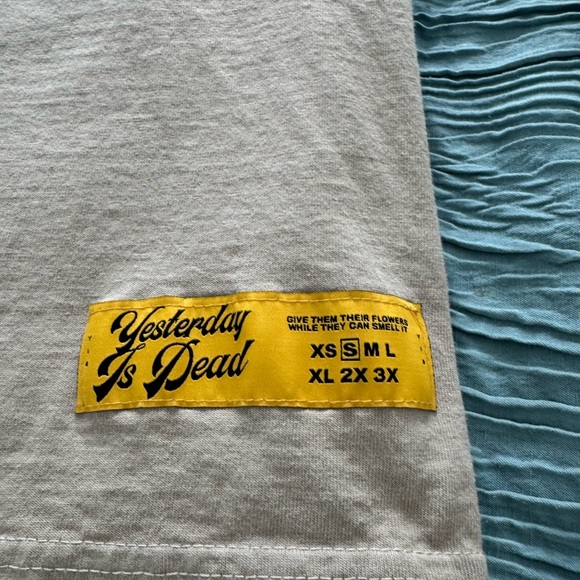 Yesterday
Is Dead
GIVE THEM THEIR FLOWERS
WHILE THEY CAN SMELL IT
XS S M L
XL 2X 3X